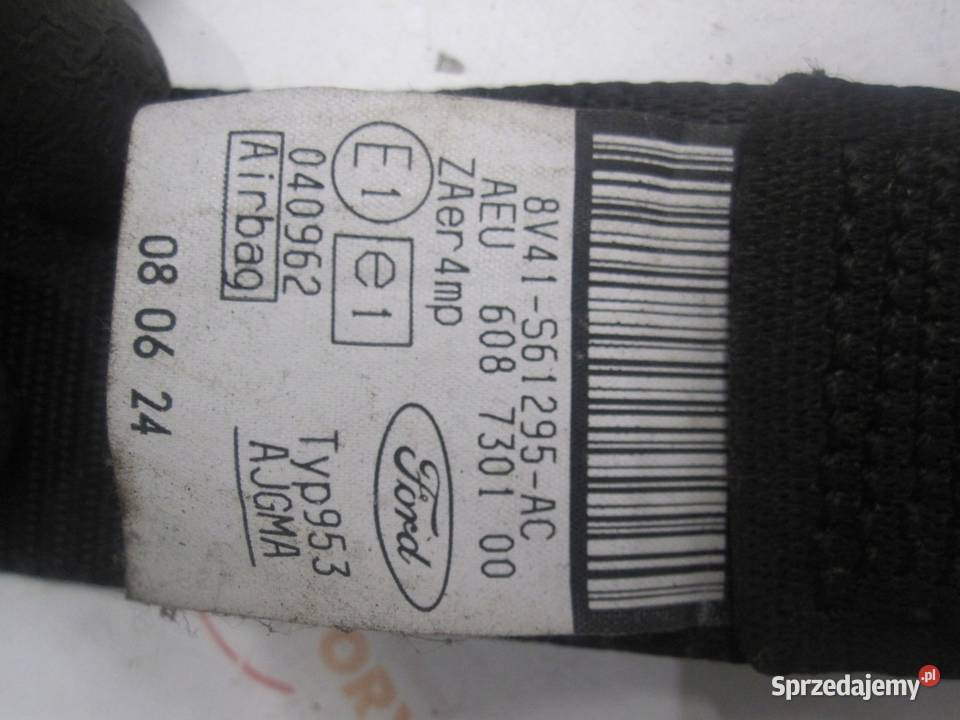 8V41-S61295-AC
AEU 608 7301 00
ZAer4mp
E1 e1
Ford
040962
Typ953
Airbag
AJGMA
08 06 24
ORY
Sprzedajemy.pl